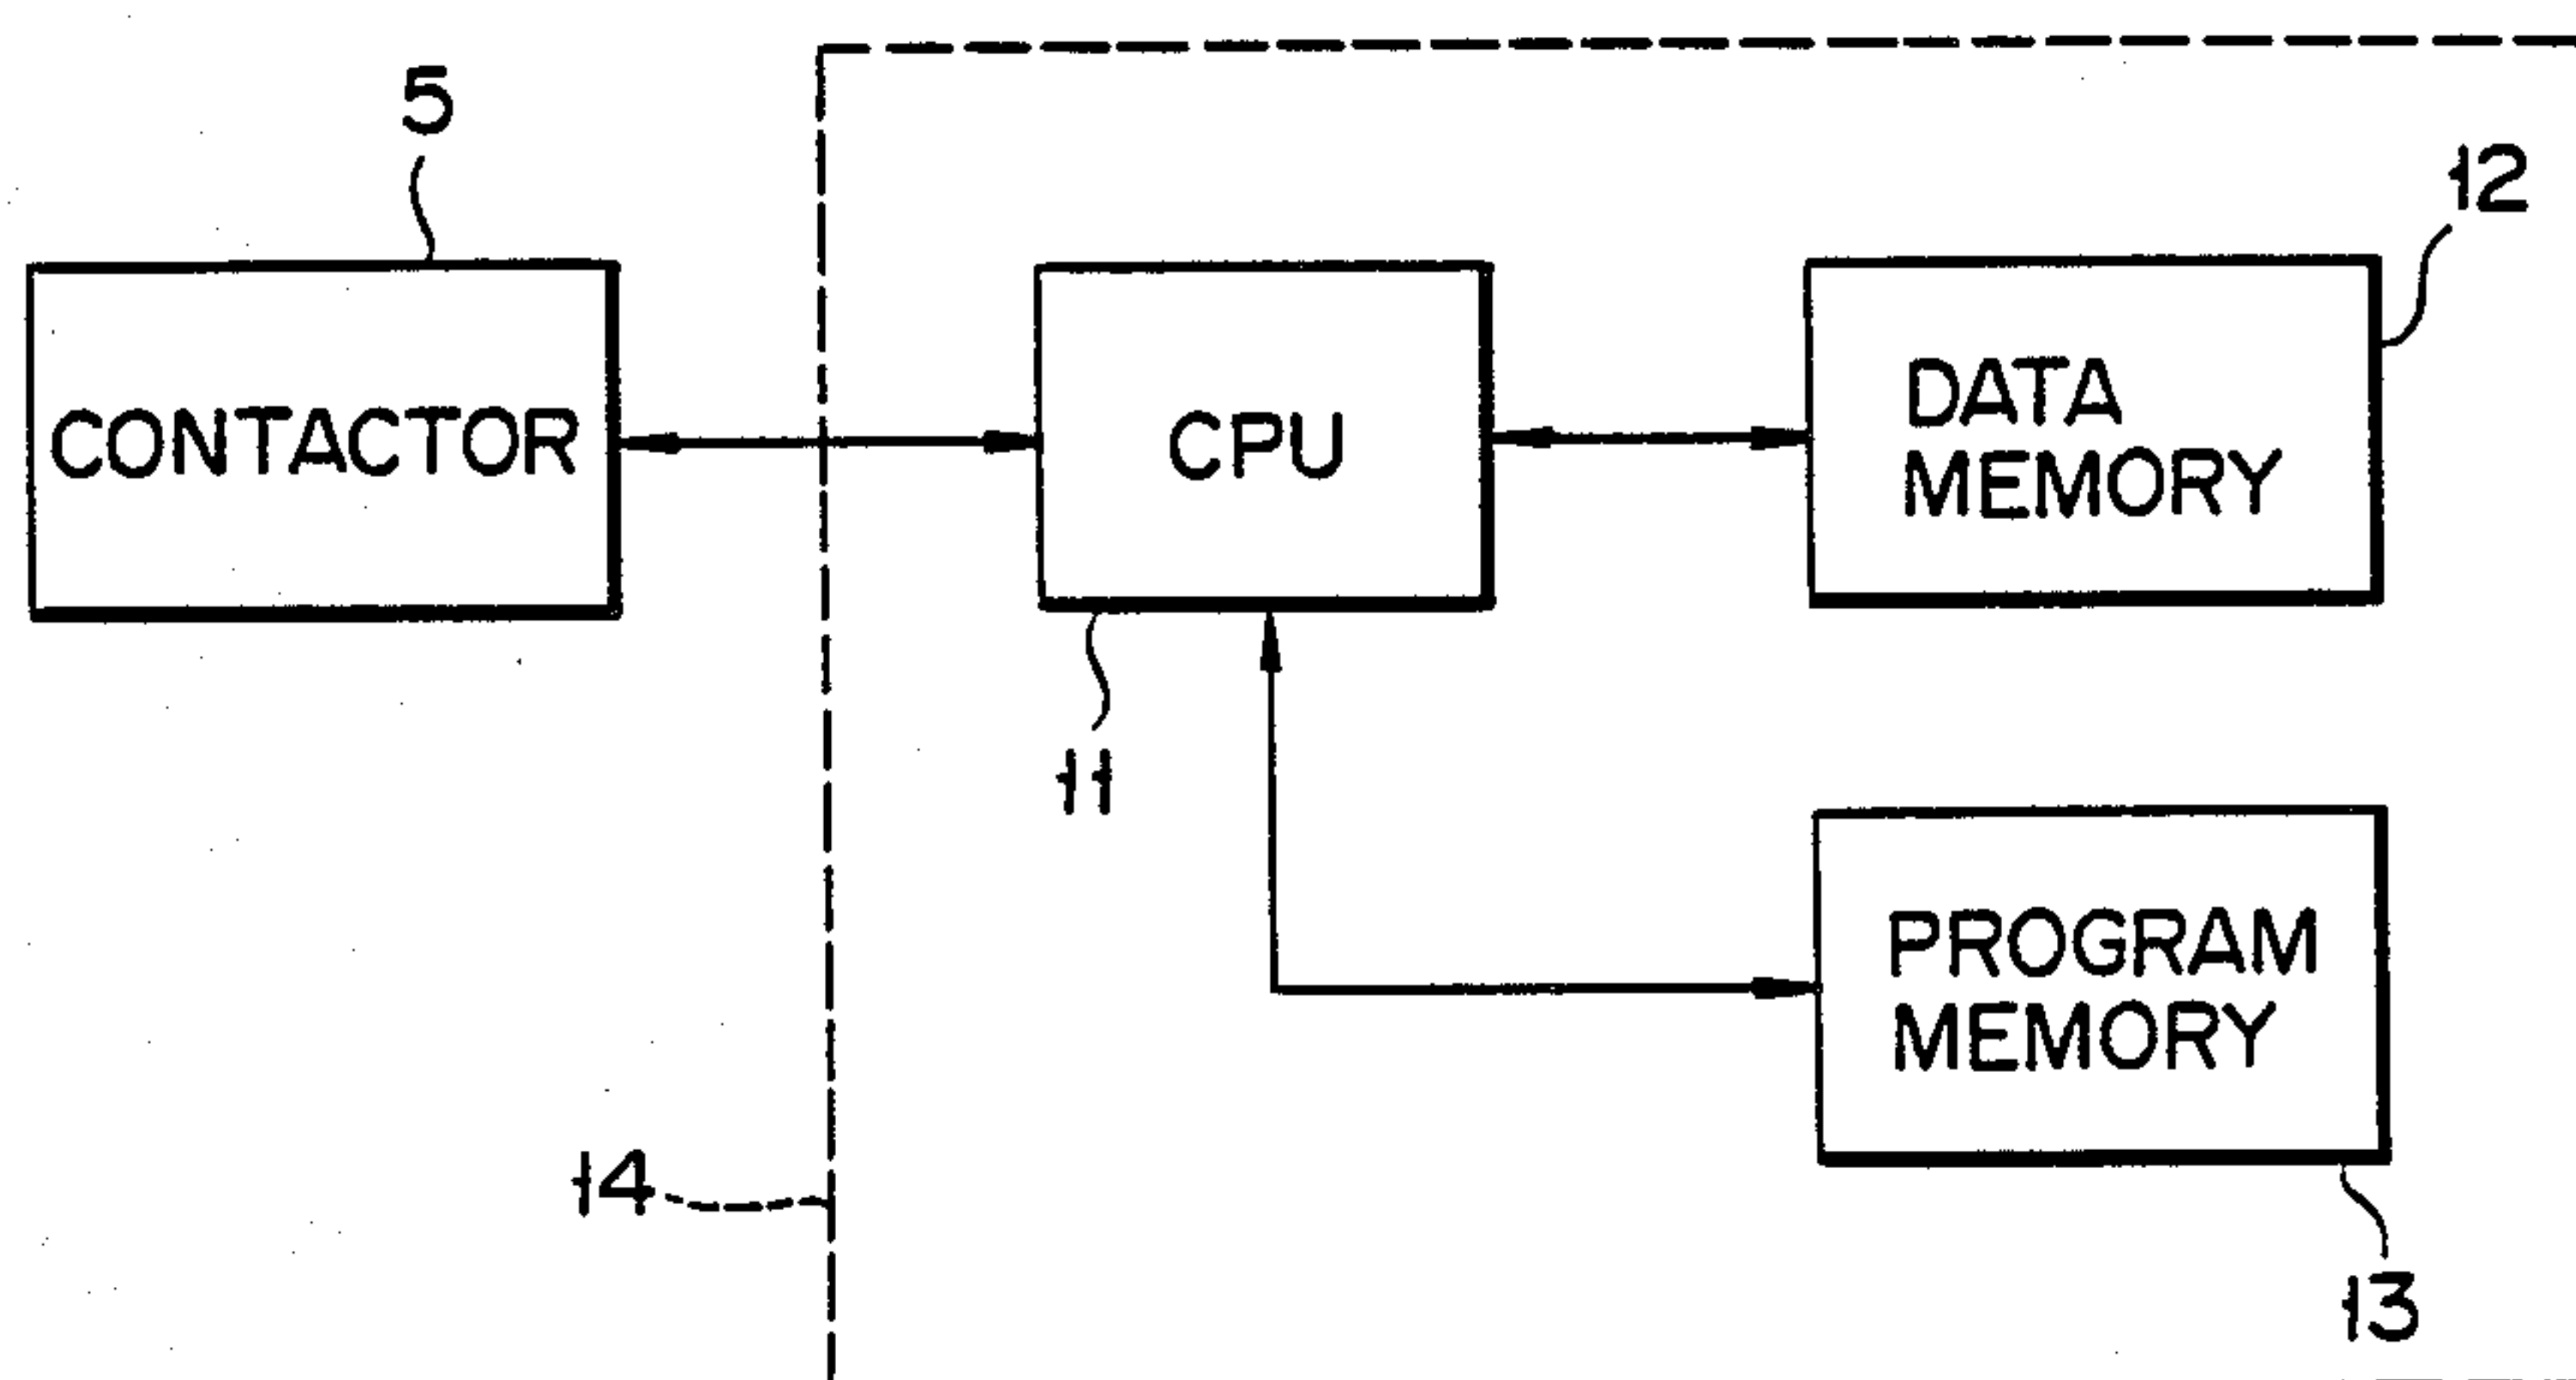 5
12
CONTACTOR
CPU
DATA
MEMORY
11
PROGRAM
MEMORY
14
13